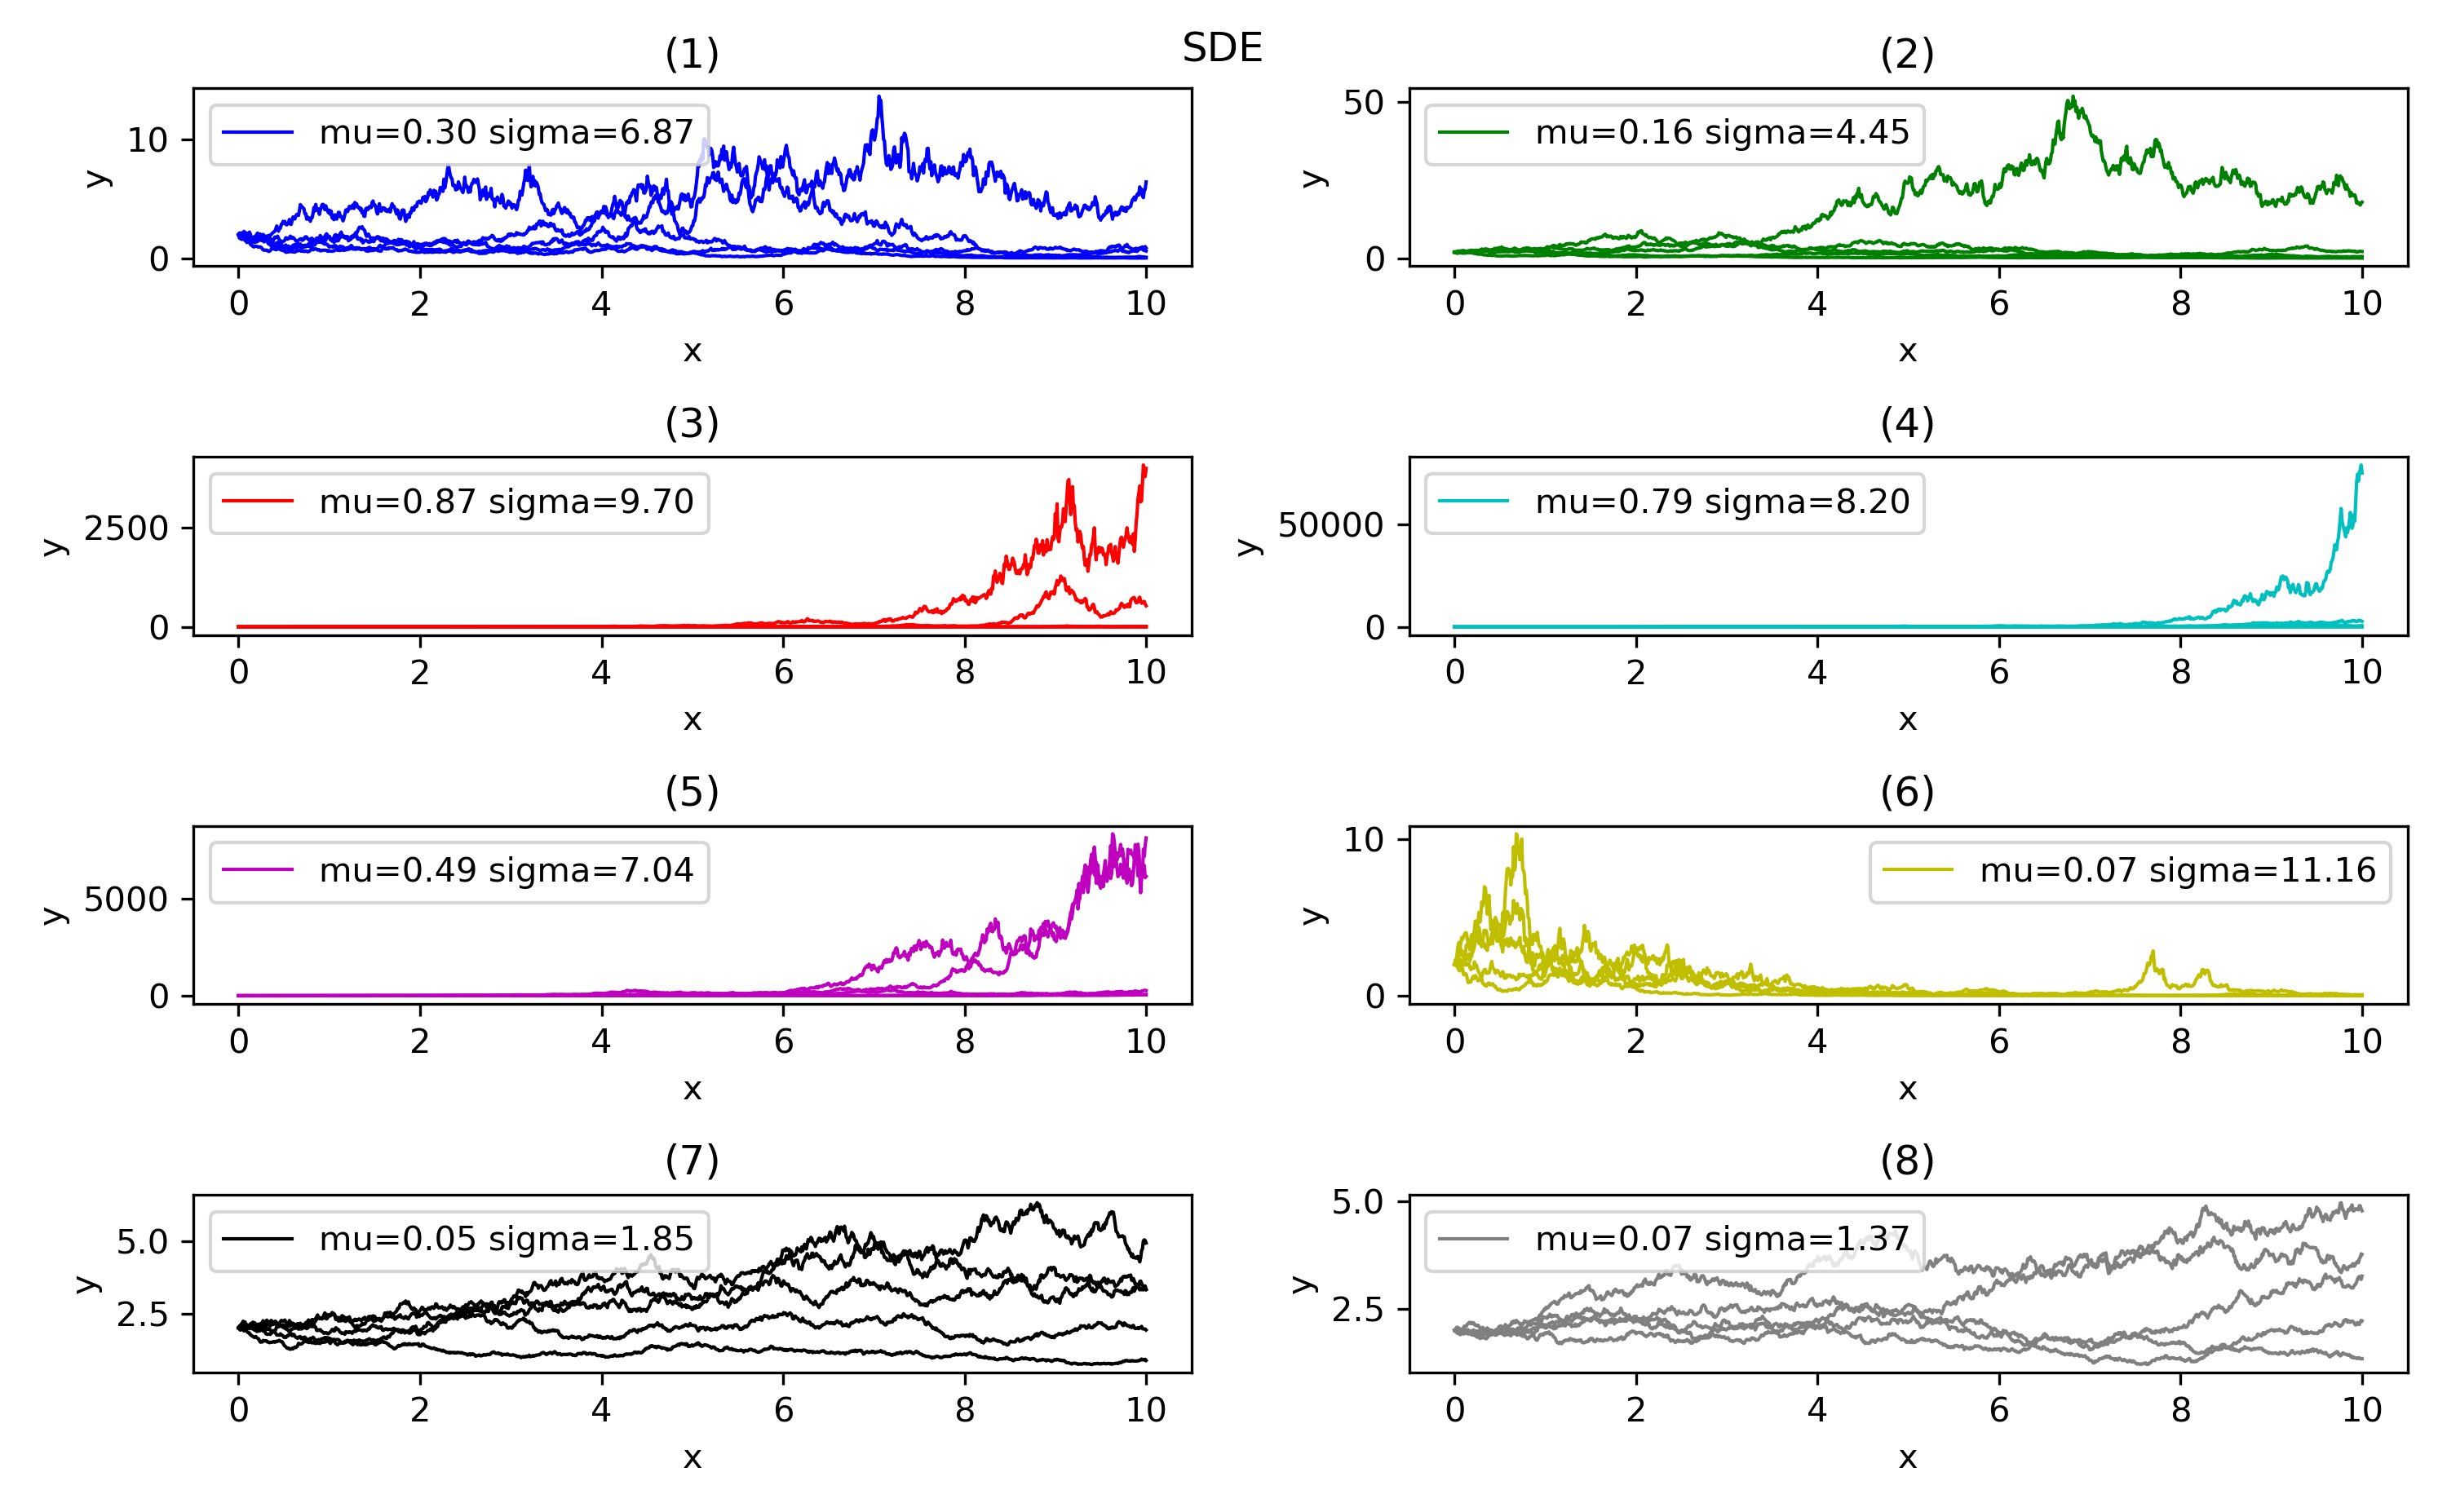 SDE
(1)
mu=0.30 sigma=6.87
10
0
y
0 2 4 6 8 10
x
(2)
mu=0.16 sigma=4.45
50
0
y
0 2 4 6 8 10
x
(3)
mu=0.87 sigma=9.70
2500
0
y
0 2 4 6 8 10
x
(4)
mu=0.79 sigma=8.20
50000
0
y
0 2 4 6 8 10
x
(5)
mu=0.49 sigma=7.04
5000
0
y
0 2 4 6 8 10
x
(6)
mu=0.07 sigma=11.16
10
0
y
0 2 4 6 8 10
x
(7)
mu=0.05 sigma=1.85
5.0
2.5
y
0 2 4 6 8 10
x
(8)
mu=0.07 sigma=1.37
5.0
2.5
y
0 2 4 6 8 10
x